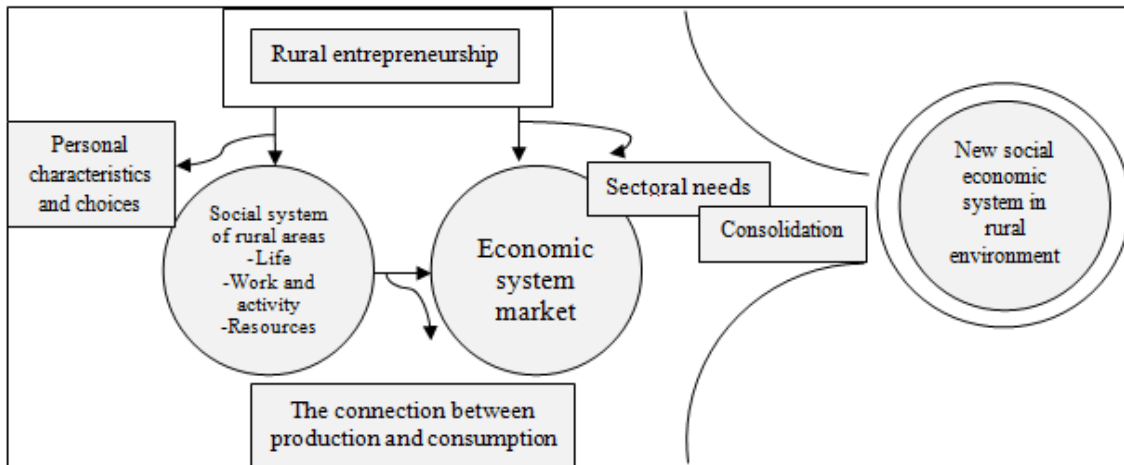 Rural entrepreneurship
Personal
characteristics
and choices
Social system
of rural areas
-Life
-Work and
activity
-Resources
Economic
system
market
Sectoral needs
Consolidation
The connection between
production and consumption
New social
economic
system in
rural
environment